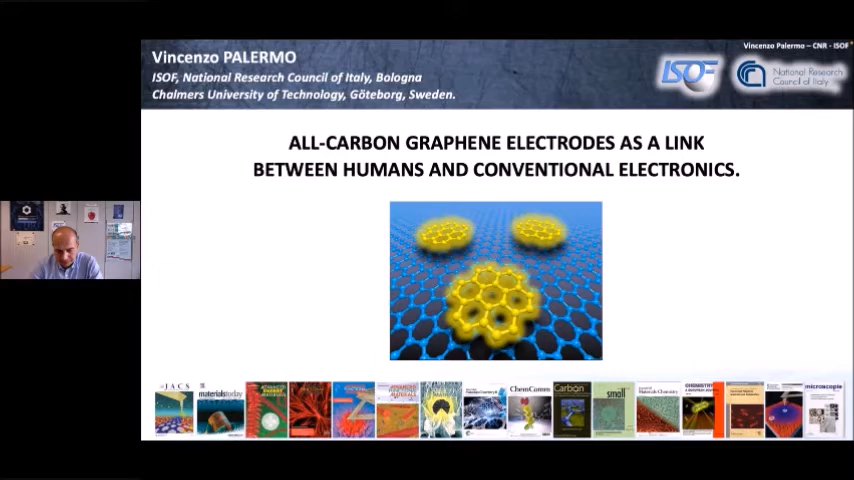 Vincenzo PALERMO
ISOF, National Research Council of Italy, Bologna
Chalmers University of Technology, Göteborg, Sweden.
Vincenzo Palermo – CNR - ISOF
ISOF
National Research
Council of Italy
ALL-CARBON GRAPHENE ELECTRODES AS A LINK
BETWEEN HUMANS AND CONVENTIONAL ELECTRONICS.
JACS
materialstoday
ChemComm
Carbon
small
CHEMISTRY
microscopie